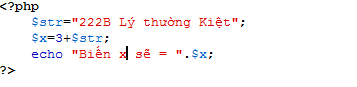 <?php
$str="222B Lý thường Kiệt";
$x=3+$str;
echo "Biến x sẽ = ".$x;
?>